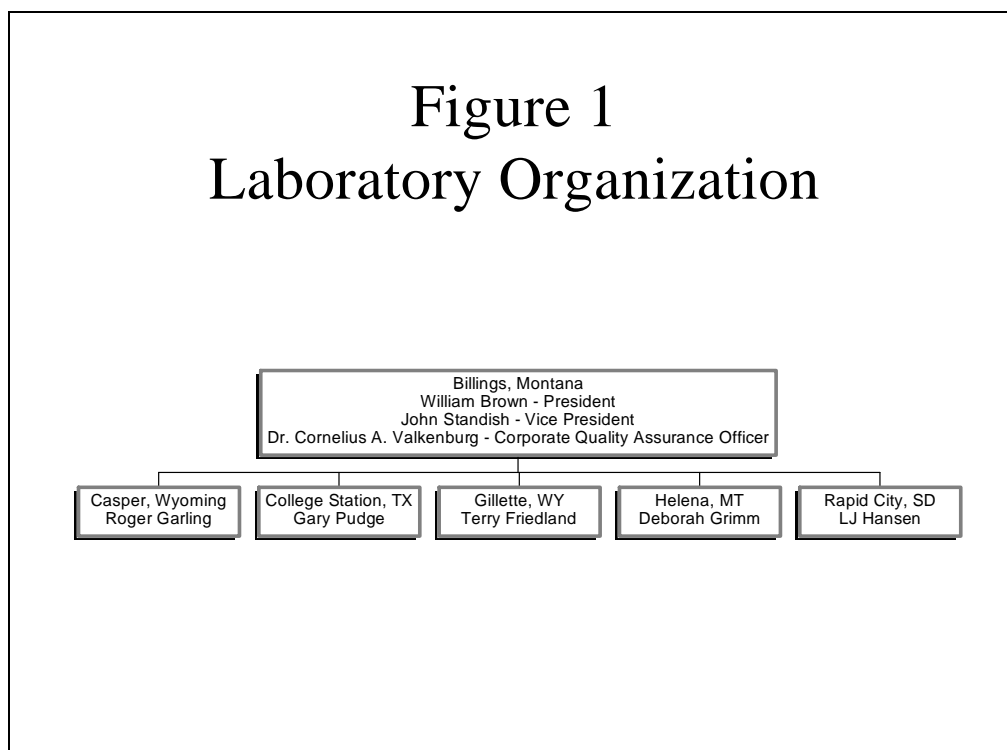 Figure 1
Laboratory Organization
Billings, Montana
William Brown - President
John Standish - Vice President
Dr. Cornelius A. Valkenburg - Corporate Quality Assurance Officer
Casper, Wyoming
Roger Garling
College Station, TX
Gary Pudge
Gillette, WY
Terry Friedland
Helena, MT
Deborah Grimm
Rapid City, SD
LJ Hansen